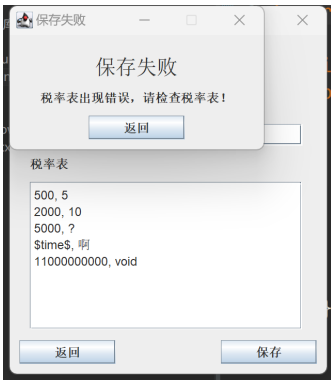 保存失败
保存失败
税率表出现错误，请检查税率表！
返回
税率表
500, 5
2000, 10
5000, ?
$time$, 啊
11000000000, void
返回
保存